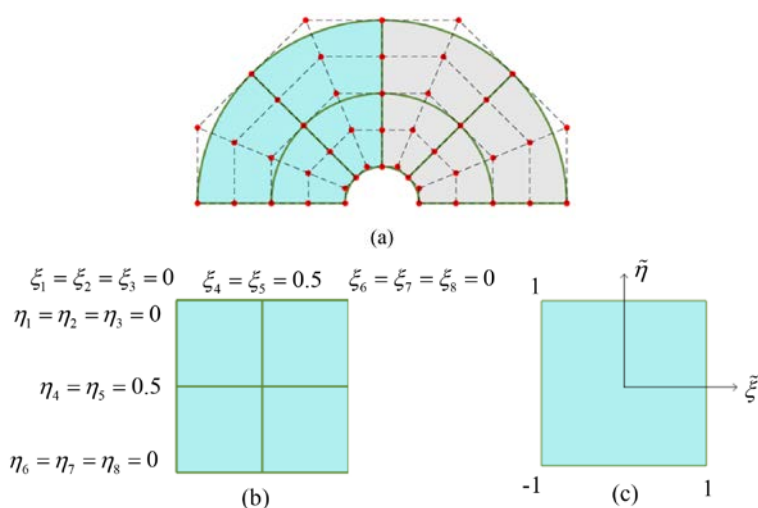 (a)
ξ₁ = ξ₂ = ξ₃ = 0 ξ₄ = ξ₅ = 0.5 ξ₆ = ξ₇ = ξ₈ = 0
η₁ = η₂ = η₃ = 0
η₄ = η₅ = 0.5
η₆ = η₇ = η₈ = 0
(b)
η̃
1
ξ̃
-1
1
(c)